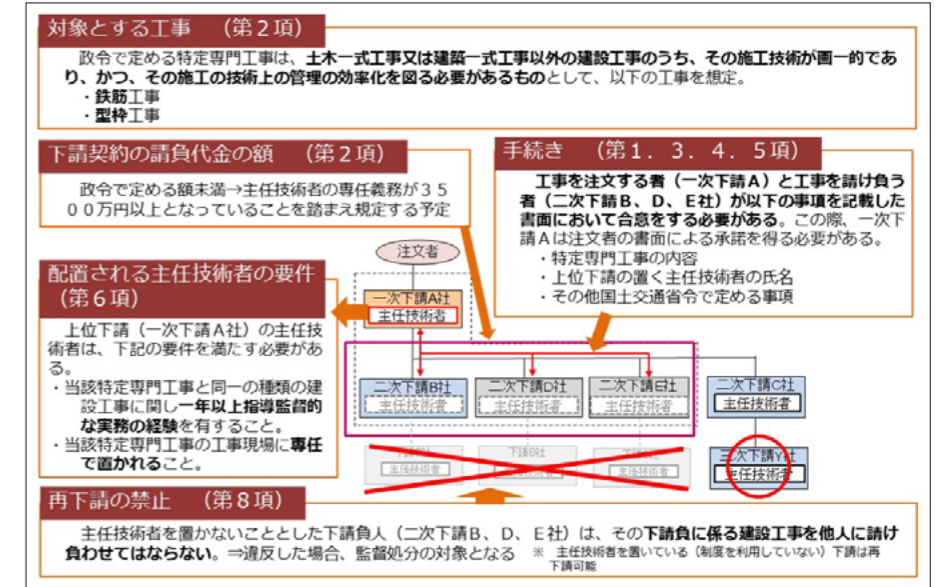 対象とする工事　（第２項）
政令で定める特定専門工事は、土木一式工事又は建築一式工事以外の建設工事のうち、その施工技術が画一的であ
り、かつ、その施工の技術上の管理の効率化を図る必要があるものとして、以下の工事を想定。
・鉄筋工事
・型枠工事
下請契約の請負代金の額　（第２項）
政令で定める額未満→主任技術者の専任義務が３５
００万円以上となっていることを踏まえ規定する予定
手続き　（第１．３．４．５項）
工事を注文する者（一次下請Ａ）と工事を請け負う
者（二次下請Ｂ、Ｄ、Ｅ社）が以下の事項を記載した
書面において合意をする必要がある。この際、一次下
請Ａは注文者の書面による承諾を得る必要がある。
・特定専門工事の内容
・上位下請の置く主任技術者の氏名
・その他国土交通省令で定める事項
注文者
配置される主任技術者の要件
（第６項）
上位下請（一次下請Ａ社）の主任技
術者は、下記の要件を満たす必要があ
る。
・当該特定専門工事と同一の種類の建
設工事に関し一年以上指導監督的
な実務の経験を有すること。
・当該特定専門工事の工事現場に専任
で置かれること。
一次下請A社
主任技術者
二次下請B社
主任技術者
二次下請D社
主任技術者
二次下請E社
主任技術者
二次下請C社
主任技術者
主任技術者
主任技術者
主任技術者
三次下請Y社
主任技術者
再下請の禁止　（第８項）
主任技術者を置かないこととした下請負人（二次下請Ｂ、Ｄ、Ｅ社）は、その下請負に係る建設工事を他人に請け
負わせてはならない。⇒違反した場合、監督処分の対象となる　※　主任技術者を置いている（制度を利用していない）下請は再
下請可能